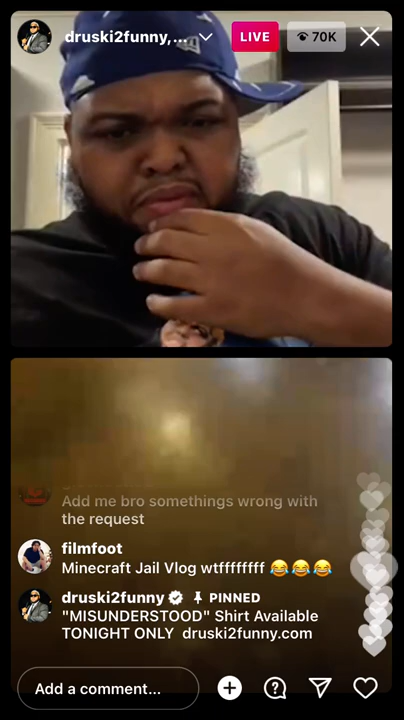 druski2funny,...
LIVE
70K
Add me bro somethings wrong with
the request
filmfoot
Minecraft Jail Vlog wtffffffff 😂😂😂
druski2funny PINNED
"MISUNDERSTOOD" Shirt Available
TONIGHT ONLY druski2funny.com
Add a comment...